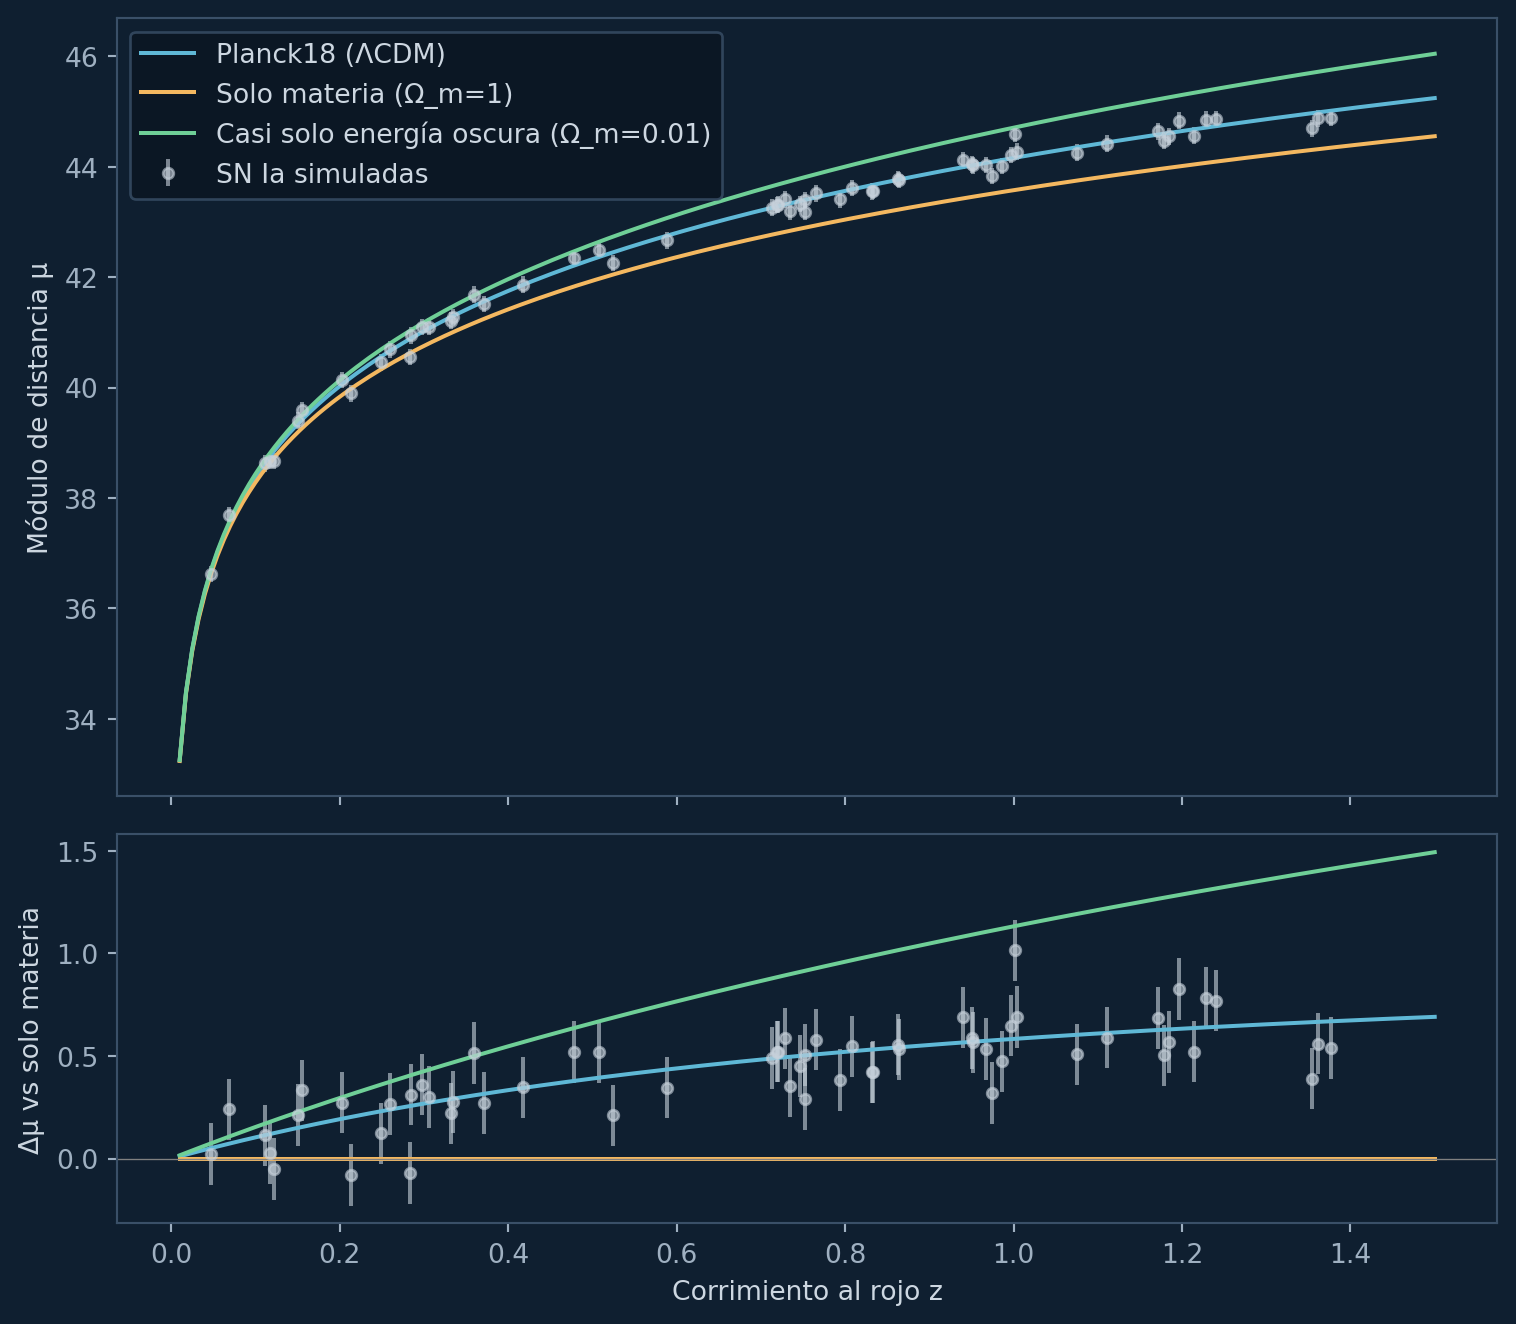 Planck18 (ΛCDM)
Solo materia (Ω_m=1)
Casi solo energía oscura (Ω_m=0.01)
SN Ia simuladas
Módulo de distancia μ
46
44
42
40
38
36
34
Δμ vs solo materia
1.5
1.0
0.5
0.0
0.0 0.2 0.4 0.6 0.8 1.0 1.2 1.4
Corrimiento al rojo z